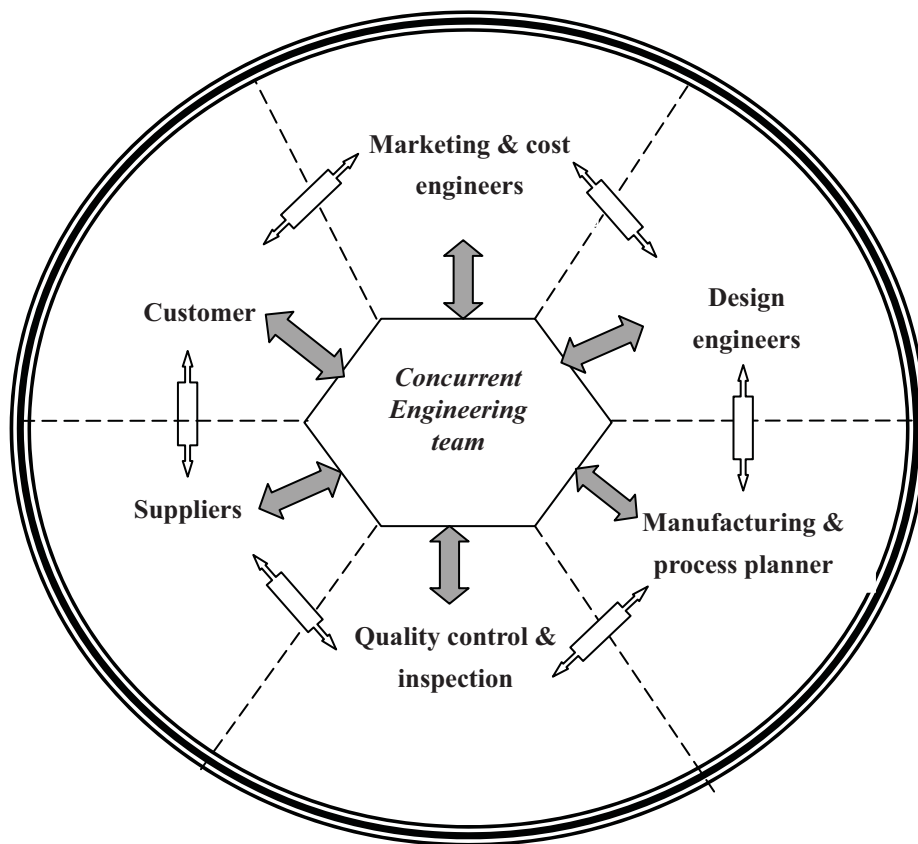 Marketing & cost
engineers
Customer
Design
engineers
Concurrent
Engineering
team
Suppliers
Manufacturing &
process planner
Quality control &
inspection